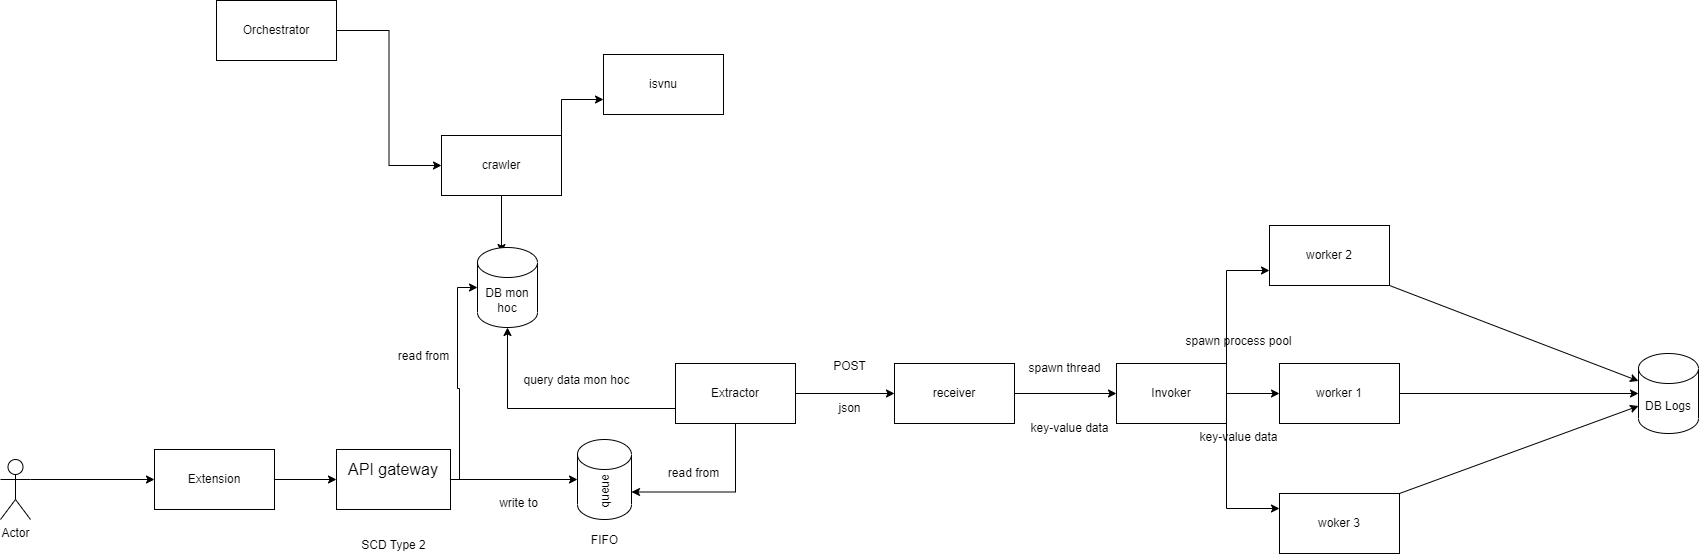 Orchestrator
isvnu
crawler
DB mon
hoc
read from
query data mon hoc
Extractor
POST
json
receiver
spawn thread
key-value data
Invoker
spawn process pool
key-value data
worker 2
worker 1
woker 3
DB Logs
Actor
Extension
API gateway
SCD Type 2
write to
queue
FIFO
read from